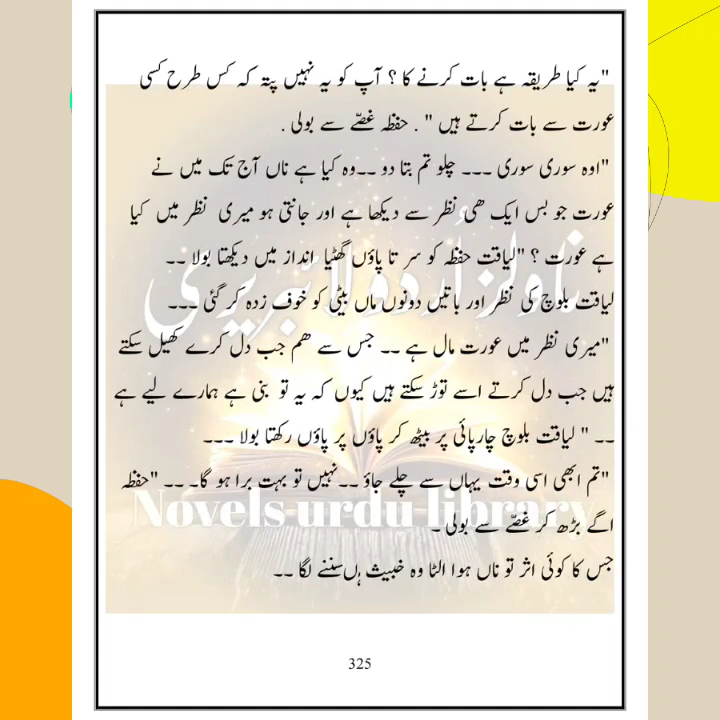 "یہ کیا طریقہ ہے بات کرنے کا ؟ آپ کو یہ نہیں پتہ کہ کس طرح کسی
عورت سے بات کرتے ہیں " . حفظہ غصّے سے بولی .
"اوہ سوری سوری ۔۔۔ چلو تم بتا دو ۔۔وہ کیا ہے ناں آج تک میں نے
عورت جو بس ایک ھی نظر سے دیکھا ہے اور جانتی ہو میری نظر میں کیا
ہے عورت ؟ "لیاقت حفظہ کو سر تا پاؤں گھٹیا انداز میں دیکھتا بولا ۔۔
لیاقت بلوچ کی نظر اور باتیں دونوں ماں بیٹی کو خوف زدہ کر گئی ۔۔۔
"میری نظر میں عورت مال ہے ۔۔ جس سے ھم جب دل کرے کھیل سکتے
ہیں جب دل کرتے اسے توڑ سکتے ہیں کیوں کہ یہ تو بنی ہے ہمارے لیے ہے
۔۔ " لیاقت بلوچ چارپائی پر بیٹھ کر پاؤں پر پاؤں رکھتا بولا ۔۔۔
"تم ابھی اسی وقت یہاں سے چلے جاؤ ۔۔نہیں تو بہت برا ہو گا۔ ۔۔ "حفظہ
اگے بڑھ کر غصّے سے بولی ۔
جس کا کوئی اثر تو ناں ہوا الٹا وہ خبیث ہںسننے لگا ۔۔
ناولز اردو لائبریری
Novels urdu library
325